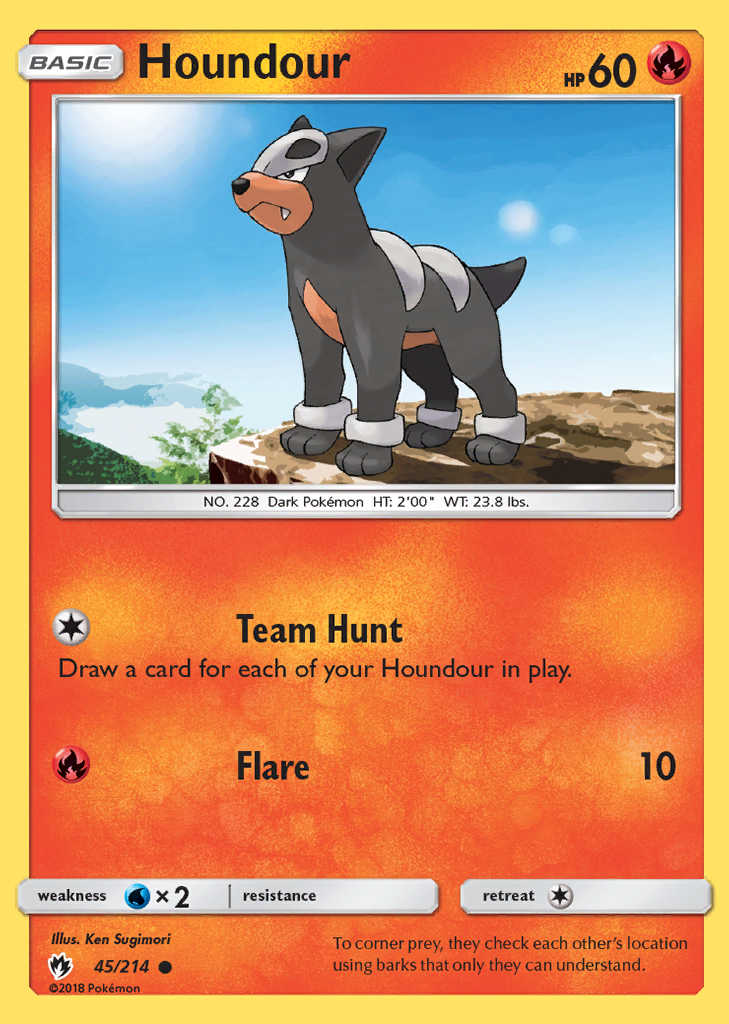 BASIC Houndour HP 60
NO. 228 Dark Pokémon HT: 2'00" WT: 23.8 lbs.
Team Hunt
Draw a card for each of your Houndour in play.
Flare 10
weakness × 2 resistance retreat
Illus. Ken Sugimori
45/214
©2018 Pokémon
To corner prey, they check each other's location
using barks that only they can understand.